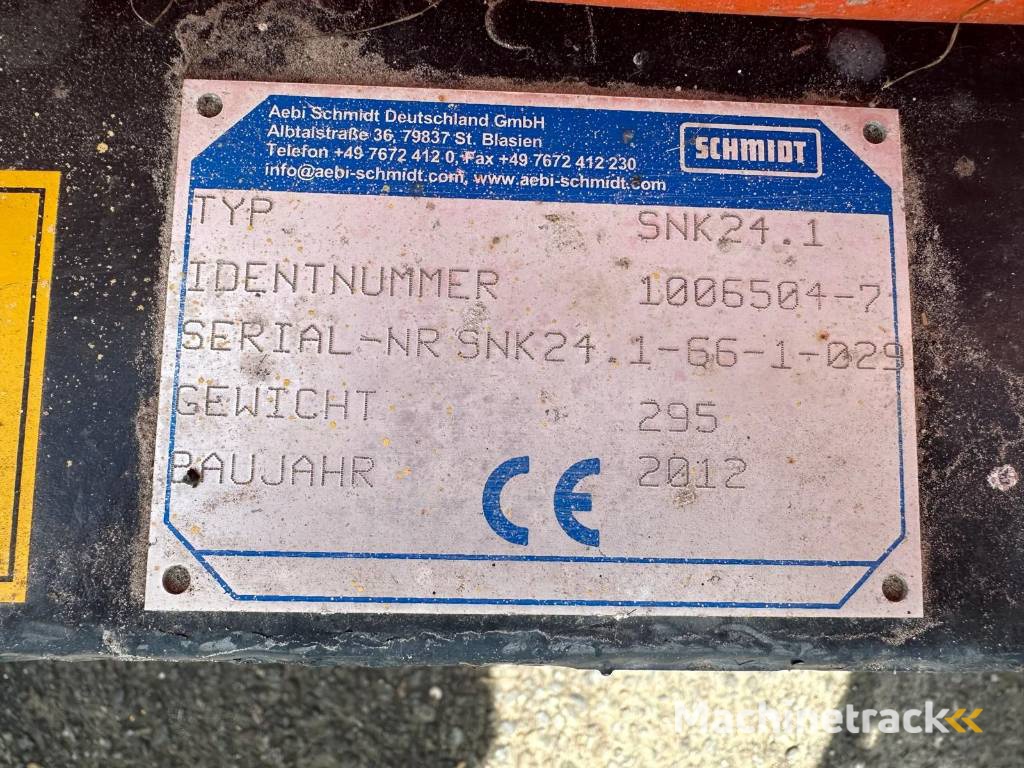 Aebi Schmidt Deutschland GmbH
Albtalstraße 36, 79837 St. Blasien
Telefon +49 7672 412 0, Fax +49 7672 412 230
info@aebi-schmidt.com, www.aebi-schmidt.com
SCHMIDT
TYP SNK24.1
IDENTNUMMER 1006504-7
SERIAL-NR SNK24.1-66-1-029
GEWICHT 295
BAUJAHR 2012
CE
Machinetrack